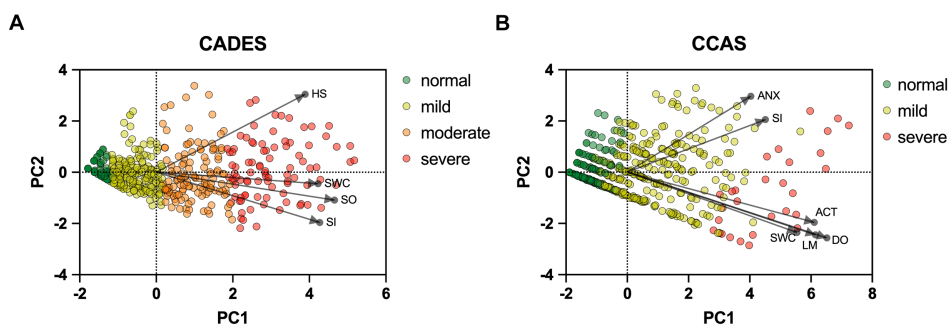 A
CADES
4
2
0
-2
-4
PC2
-2
0
2
4
6
PC1
HS
SWC
SO
SI
normal
mild
moderate
severe
B
CCAS
4
2
0
-2
-4
PC2
-2
0
2
4
6
8
PC1
ANX
SI
ACT
SWC
LM
DO
normal
mild
severe